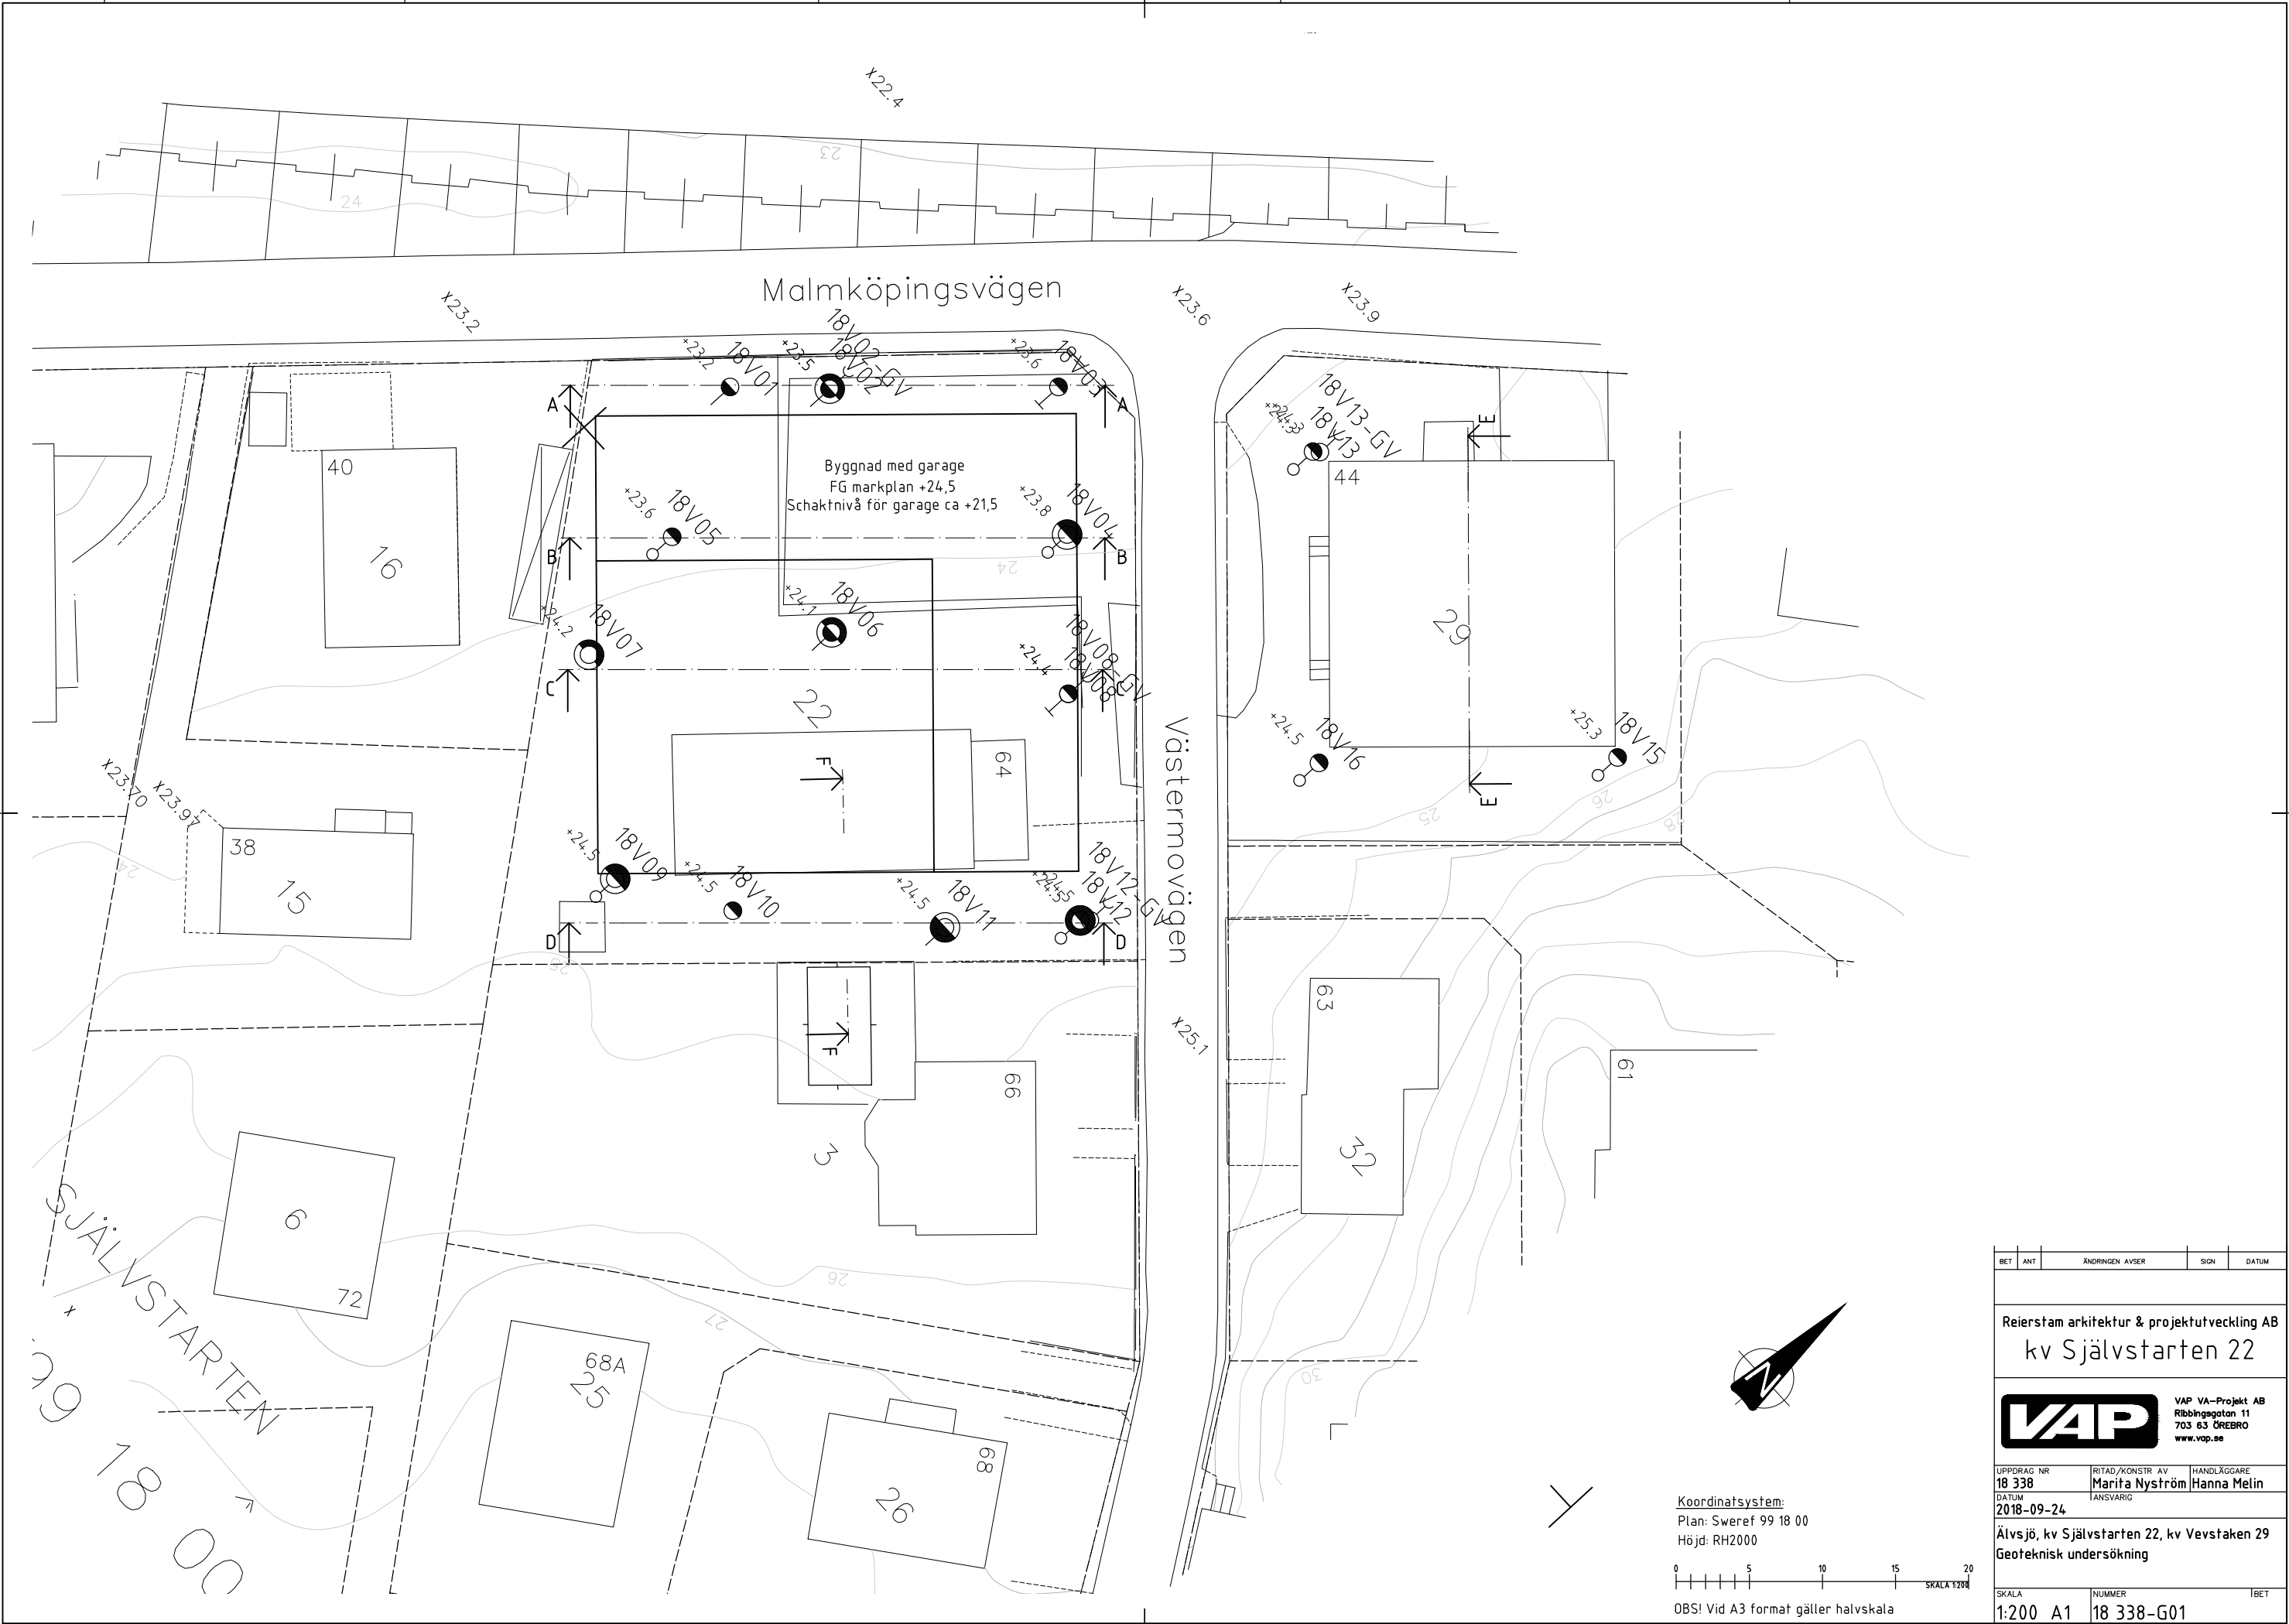 x22.4
23
24
Malmköpingsvägen
x23.2
x23.6
x23.9
+23.2
18V01
+23.5
18V02-GV
18V02
+23.6
18V03
A
A
18V13-GV
18V13
E
Byggnad med garage
FG markplan +24,5
Schaktnivå för garage ca +21,5
40
16
44
29
+23.6
18V05
+23.8
18V04
B
B
24
+24.1
18V06
+24.2
18V07
+24.4
18V08-GV
18V08
C
C
22
F
64
Västermovägen
+24.5
18V16
+25.3
18V15
E
25
26
28
x23.70
x23.97
38
15
24
+24.5
18V09
+24.5
18V10
+24.5
18V11
+24.5
18V12-GV
18V12
D
D
25
F
66
3
x25.1
63
32
61
SJÄLVSTARTEN
6
72
26
27
68A
25
68
26
30
99 18 00
N
Koordinatsystem:
Plan: Sweref 99 18 00
Höjd: RH2000
0 5 10 15 20
SKALA 1:200
OBS! Vid A3 format gäller halvskala
BET ANT ÄNDRINGEN AVSER SIGN DATUM
Reierstam arkitektur & projektutveckling AB
kv Självstarten 22
VAP
VAP VA-Projekt AB
Ribbingsgatan 11
703 63 ÖREBRO
www.vap.se
UPPDRAG NR RITAD/KONSTR AV HANDLÄGGARE
18 338 Marita Nyström Hanna Melin
DATUM ANSVARIG
2018-09-24
Älvsjö, kv Självstarten 22, kv Vevstaken 29
Geoteknisk undersökning
SKALA NUMMER BET
1:200 A1 18 338-G01